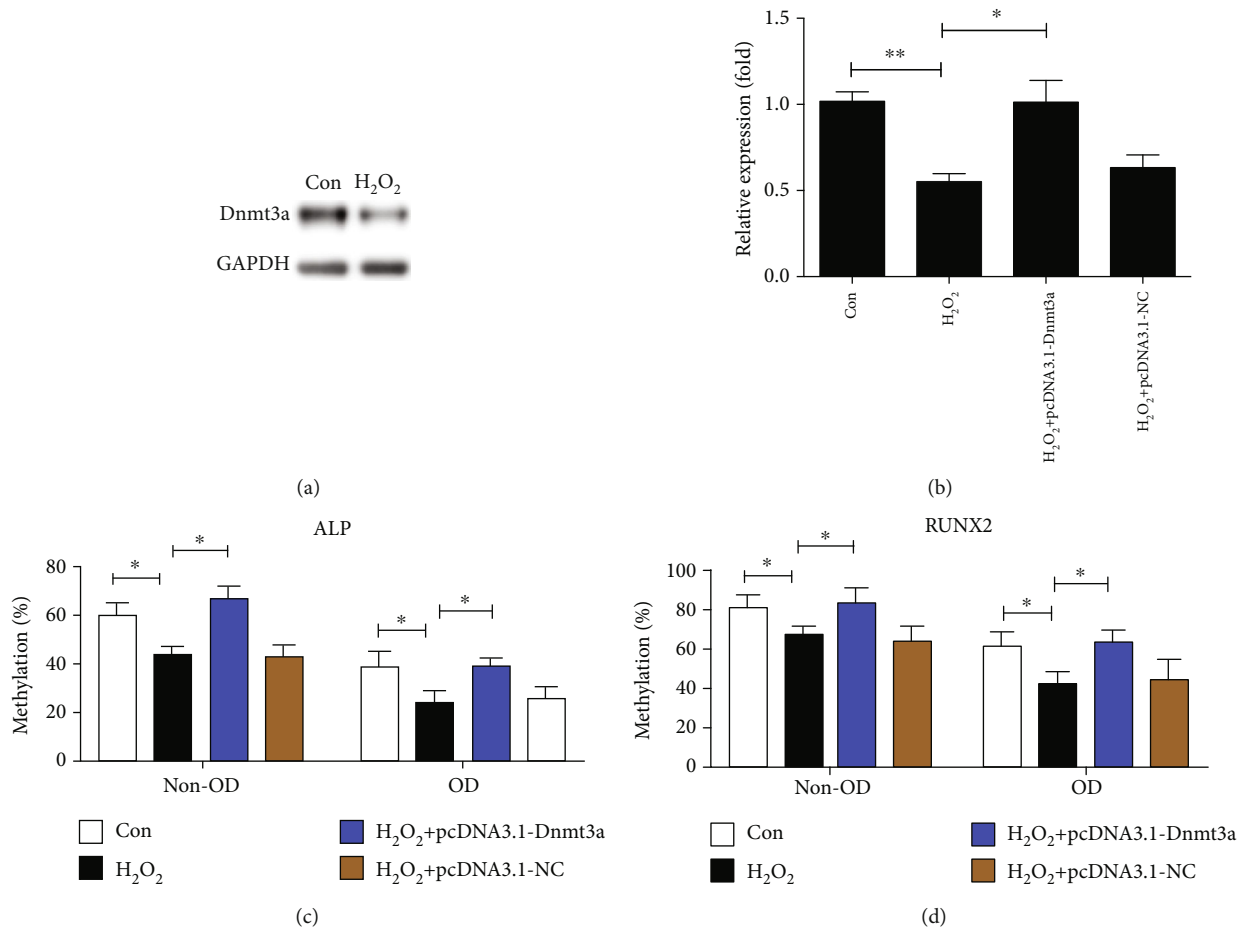 Con H₂O₂
Dnmt3a
GAPDH
(a)
Relative expression (fold)
1.5
1.0
0.5
0.0
**
*
Con
H₂O₂
H₂O₂+pcDNA3.1-Dnmt3a
H₂O₂+pcDNA3.1-NC
(b)
ALP
Methylation (%)
80
60
40
20
0
* * * *
Non-OD OD
Con
H₂O₂
H₂O₂+pcDNA3.1-Dnmt3a
H₂O₂+pcDNA3.1-NC
(c)
RUNX2
Methylation (%)
100
80
60
40
20
0
* * * *
Non-OD OD
Con
H₂O₂
H₂O₂+pcDNA3.1-Dnmt3a
H₂O₂+pcDNA3.1-NC
(d)